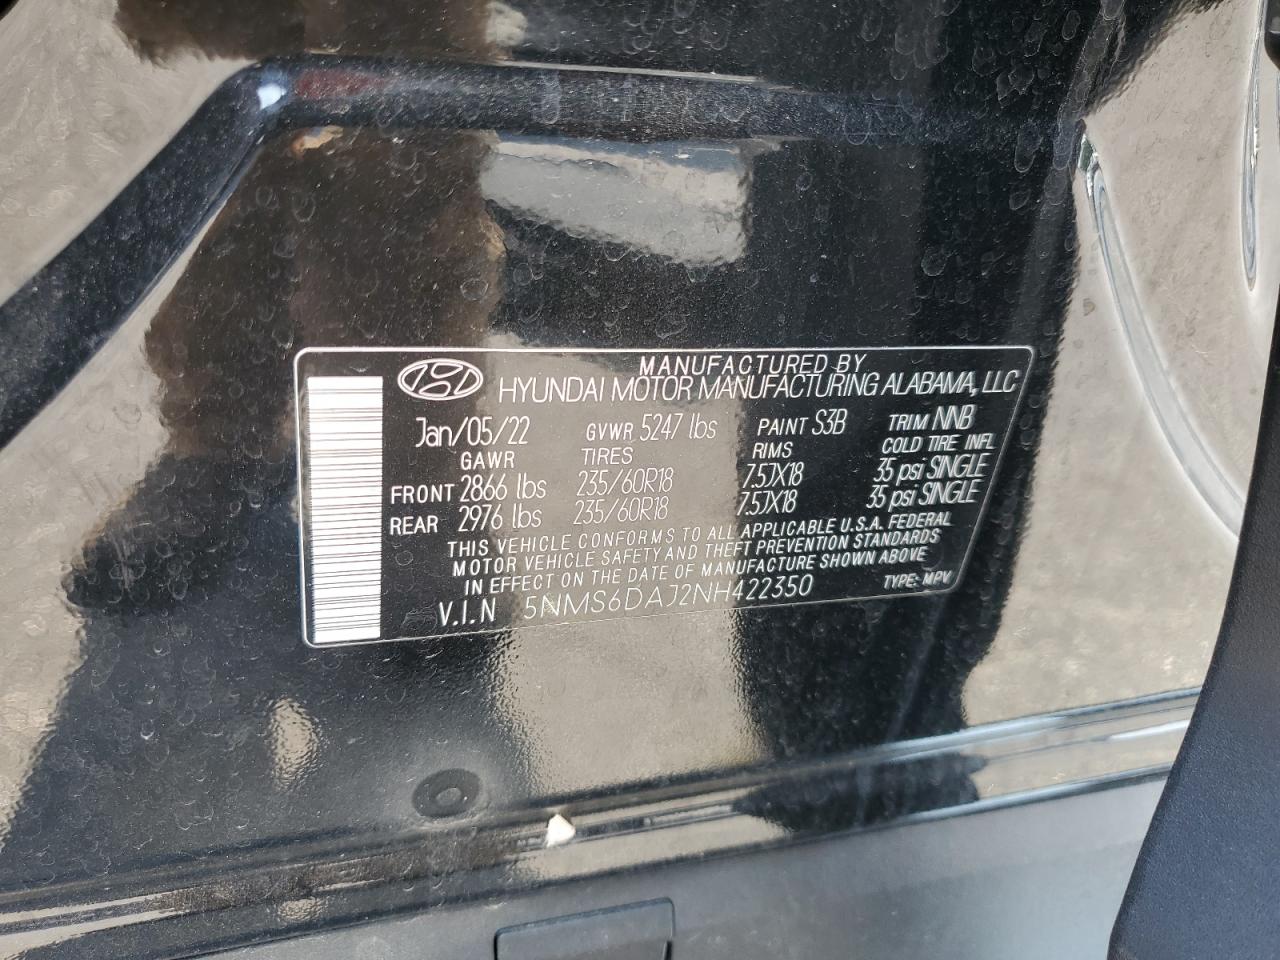 MANUFACTURED BY
HYUNDAI MOTOR MANUFACTURING ALABAMA, LLC
Jan/05/22 GVWR 5247 lbs PAINT S3B TRIM NNB
GAWR TIRES RIMS COLD TIRE INFL
FRONT 2866 lbs 235/60R18 7.5JX18 35 psi SINGLE
REAR 2976 lbs 235/60R18 7.5JX18 35 psi SINGLE
THIS VEHICLE CONFORMS TO ALL APPLICABLE U.S.A. FEDERAL
MOTOR VEHICLE SAFETY AND THEFT PREVENTION STANDARDS
IN EFFECT ON THE DATE OF MANUFACTURE SHOWN ABOVE
V.I.N 5NMS6DAJ2NH422350 TYPE: MPV